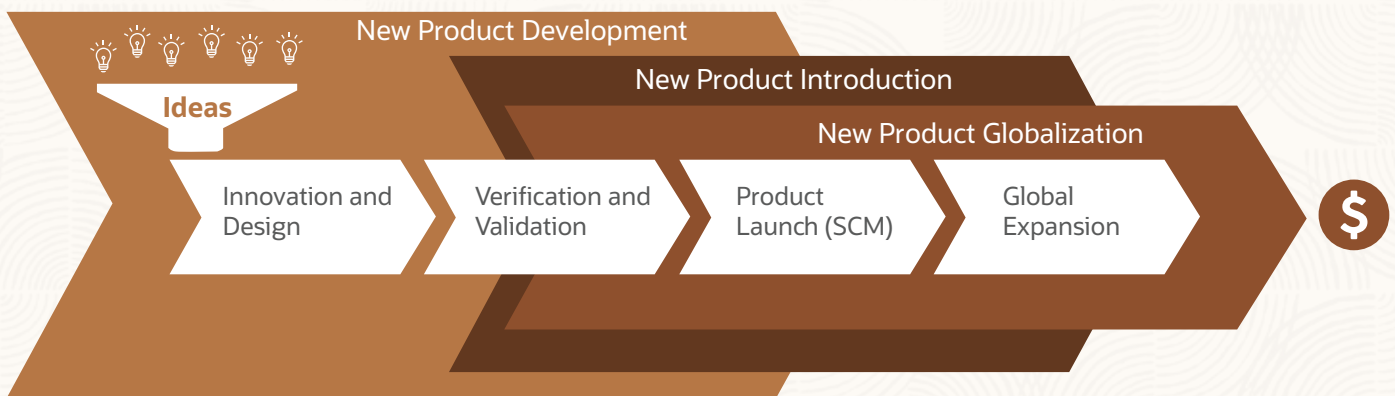 New Product Development
New Product Introduction
New Product Globalization
Ideas
Innovation and
Design
Verification and
Validation
Product
Launch (SCM)
Global
Expansion
$